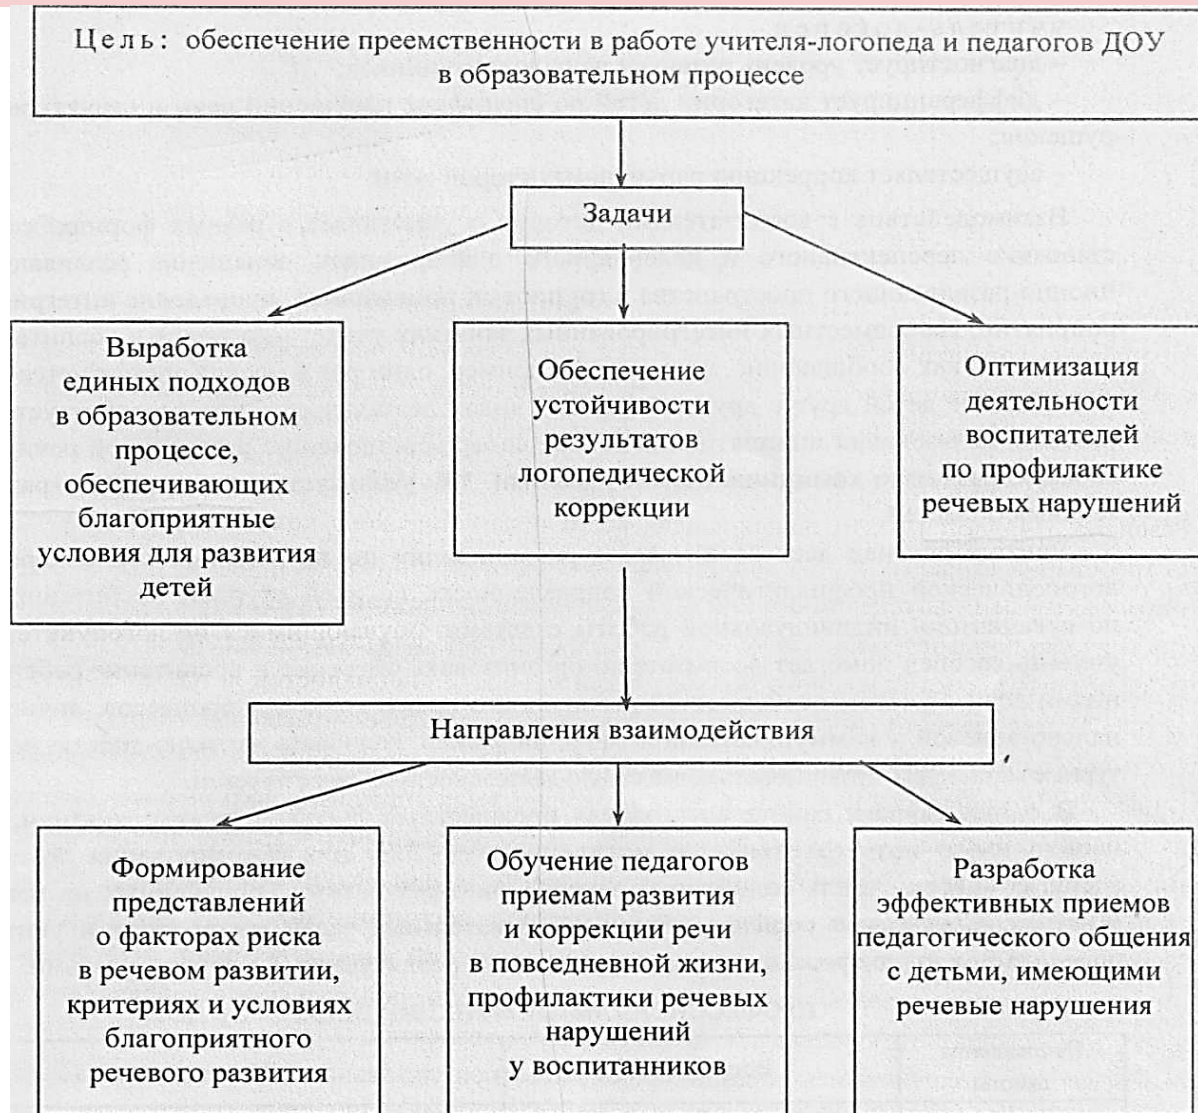 Цель: обеспечение преемственности в работе учителя-логопеда и педагогов ДОУ
в образовательном процессе
Задачи
Выработка
единых подходов
в образовательном
процессе,
обеспечивающих
благоприятные
условия для развития
детей
Обеспечение
устойчивости
результатов
логопедической
коррекции
Оптимизация
деятельности
воспитателей
по профилактике
речевых нарушений
Направления взаимодействия
Формирование
представлений
о факторах риска
в речевом развитии,
критериях и условиях
благоприятного
речевого развития
Обучение педагогов
приемам развития
и коррекции речи
в повседневной жизни,
профилактики речевых
нарушений
у воспитанников
Разработка
эффективных приемов
педагогического общения
с детьми, имеющими
речевые нарушения